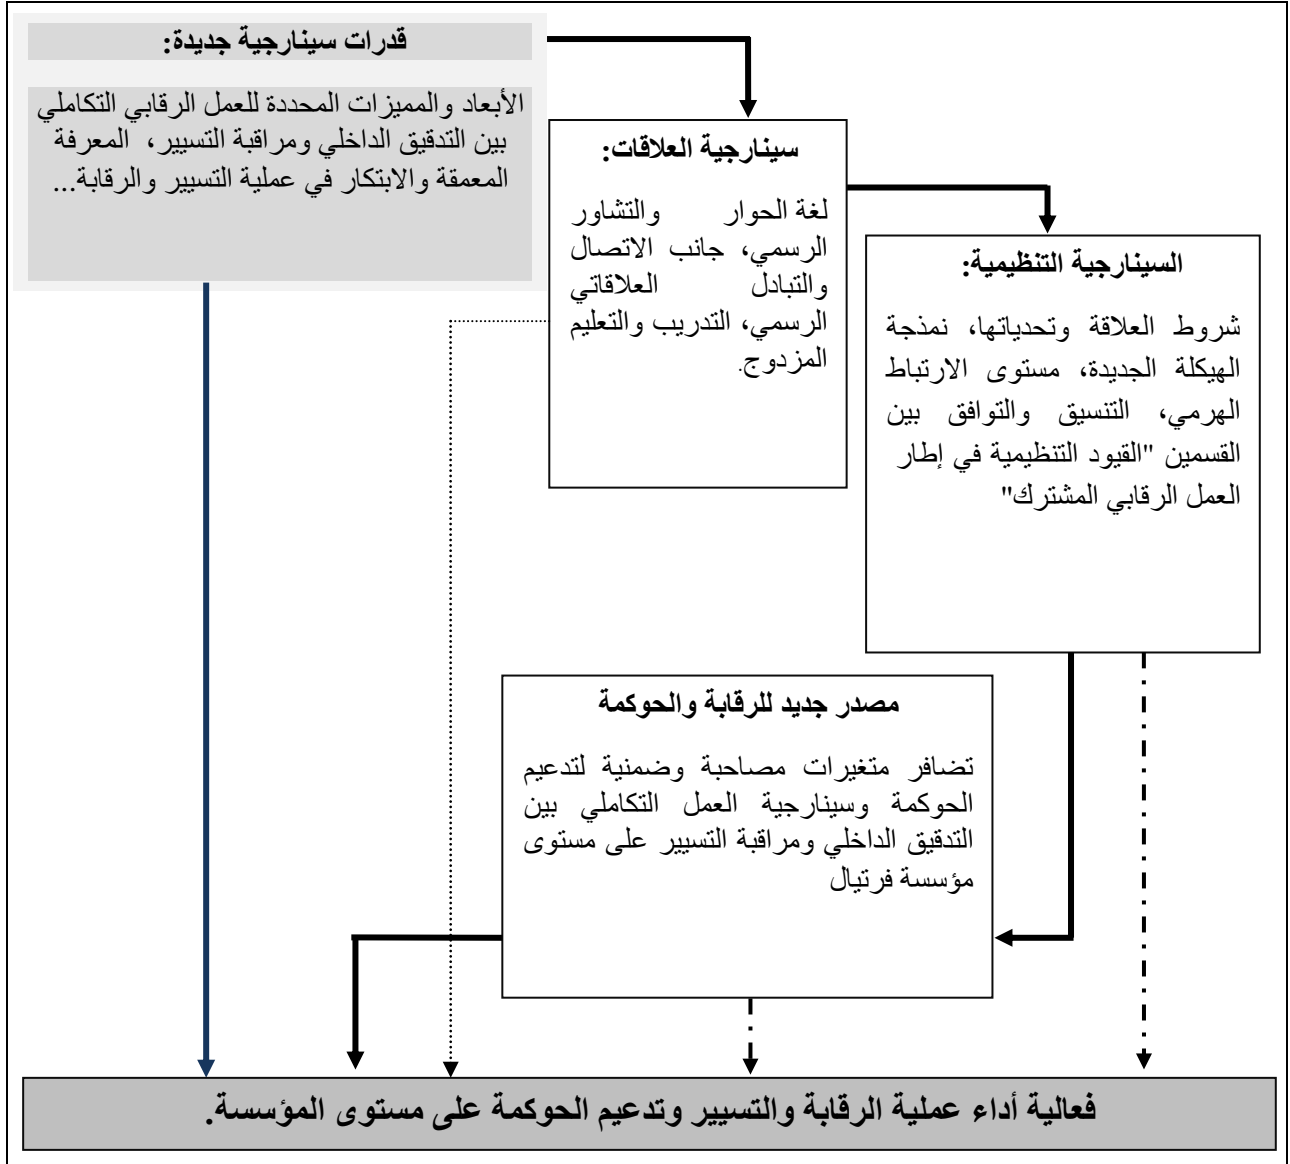 قدرات سينارجية جديدة:
الأبعاد والمميزات المحددة للعمل الرقابي التكاملي
بين التدقيق الداخلي ومراقبة التسيير، المعرفة
المعمقة والابتكار في عملية التسيير والرقابة...
سينارجية العلاقات:
لغة الحوار والتشاور
الرسمي، جانب الاتصال
والتبادل العلاقاتي
الرسمي، التدريب والتعليم
المزدوج.
السينارجية التنظيمية:
شروط العلاقة وتحدياتها، نمذجة
الهيكلة الجديدة، مستوى الارتباط
الهرمي، التنسيق والتوافق بين
القسمين "القيود التنظيمية في إطار
العمل الرقابي المشترك"
مصدر جديد للرقابة والحوكمة
تضافر متغيرات مصاحبة وضمنية لتدعيم
الحوكمة وسينارجية العمل التكاملي بين
التدقيق الداخلي ومراقبة التسيير على مستوى
مؤسسة فرتيال
فعالية أداء عملية الرقابة والتسيير وتدعيم الحوكمة على مستوى المؤسسة.